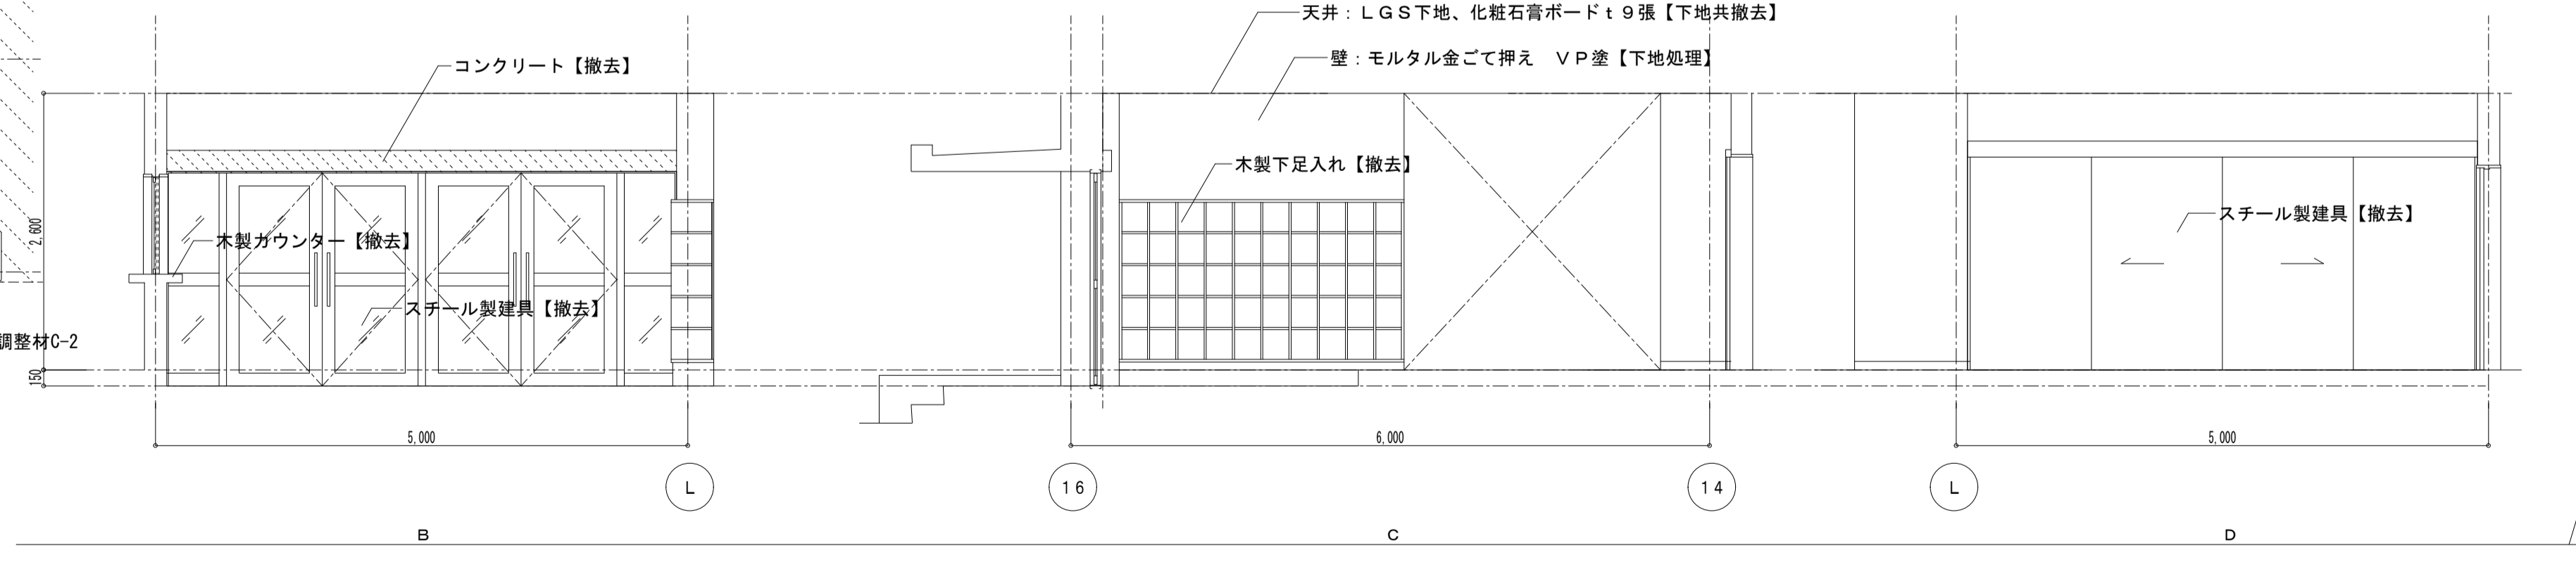 天井：ＬＧＳ下地、化粧石膏ボードｔ９張【下地共撤去】
壁：モルタル金ごて押え　ＶＰ塗【下地処理】
コンクリート【撤去】
木製下足入れ【撤去】
スチール製建具【撤去】
2,600
木製カウンター【撤去】
スチール製建具【撤去】
調整材C-2
150
5,000
6,000
5,000
Ｌ
１６
１４
Ｌ
Ｂ
Ｃ
Ｄ